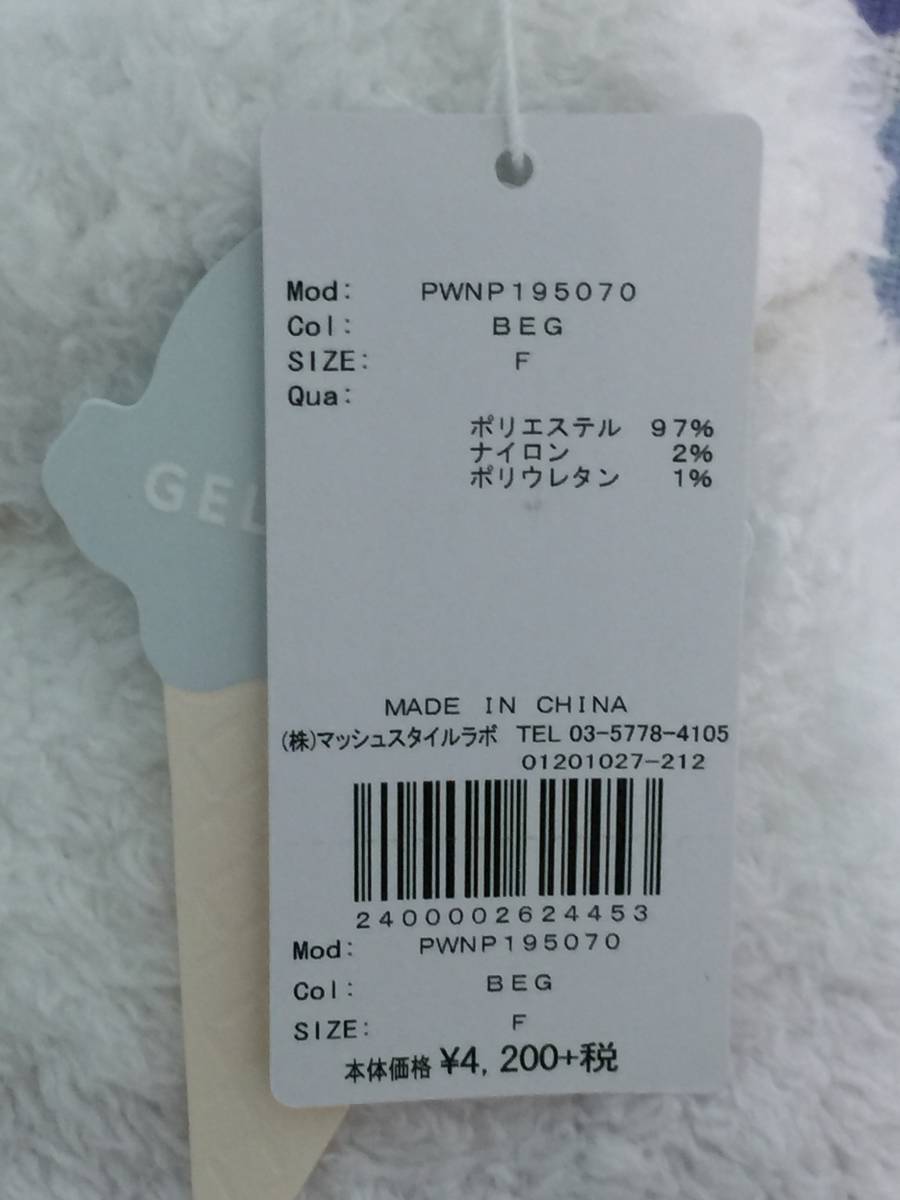 Mod: PWNP195070
Col: BEG
SIZE: F
Qua:
ポリエステル 97%
ナイロン 2%
ポリウレタン 1%
GEL
MADE IN CHINA
(株)マッシュスタイルラボ TEL 03-5778-4105
01201027-212
2400002624453
Mod: PWNP195070
Col: BEG
SIZE: F
本体価格 ¥4,200+税